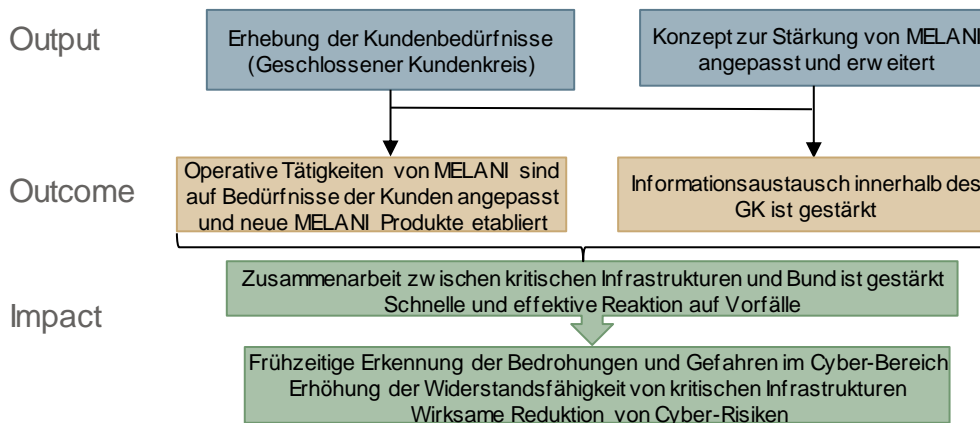 Output
Erhebung der Kundenbedürfnisse
(Geschlossener Kundenkreis)
Konzept zur Stärkung von MELANI
angepasst und erweitert
Outcome
Operative Tätigkeiten von MELANI sind
auf Bedürfnisse der Kunden angepasst
und neue MELANI Produkte etabliert
Informationsaustausch innerhalb des
GK ist gestärkt
Impact
Zusammenarbeit zwischen kritischen Infrastrukturen und Bund ist gestärkt
Schnelle und effektive Reaktion auf Vorfälle
Frühzeitige Erkennung der Bedrohungen und Gefahren im Cyber-Bereich
Erhöhung der Widerstandsfähigkeit von kritischen Infrastrukturen
Wirksame Reduktion von Cyber-Risiken